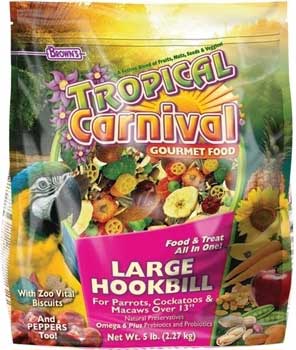 BROWN'S
A Festive Blend of Fruits, Nuts, Seeds & Veggies!
TROPICAL
Carnival
GOURMET FOOD
Food & Treat
All In One!
LARGE
HOOKBILL
For Parrots, Cockatoos &
Macaws Over 13"
Natural Preservatives
Omega 6 Plus Prebiotics and Probiotics
Net Wt. 5 lb. (2.27 kg)
With Zoo Vital
Biscuits
And
PEPPERS
Too!